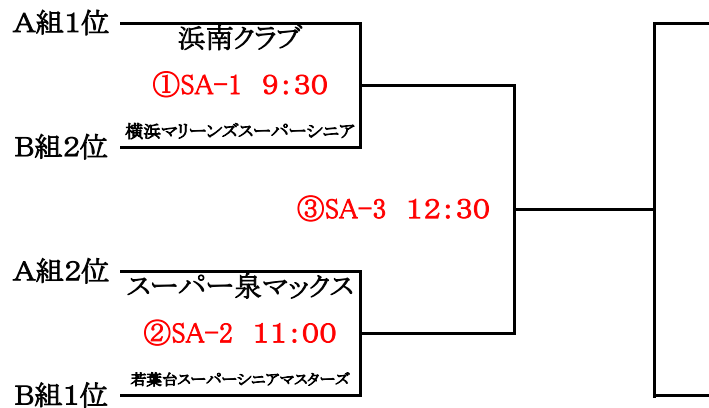 A組1位
浜南クラブ
①SA-1 9:30
横浜マリーンズスーパーシニア
B組2位
③SA-3 12:30
A組2位
スーパー泉マックス
②SA-2 11:00
若葉台スーパーシニアマスターズ
B組1位